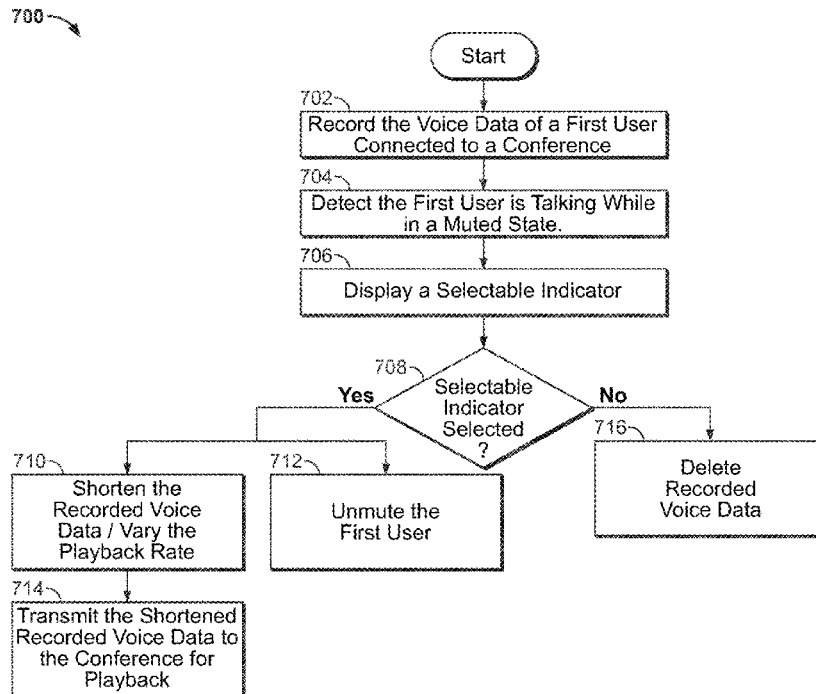 700
Start
702
Record the Voice Data of a First User
Connected to a Conference
704
Detect the First User is Talking While
in a Muted State.
706
Display a Selectable Indicator
708
Selectable
Indicator
Selected
?
Yes
No
710
Shorten the
Recorded Voice
Data / Vary the
Playback Rate
712
Unmute the
First User
716
Delete
Recorded
Voice Data
714
Transmit the Shortened
Recorded Voice Data to
the Conference for
Playback